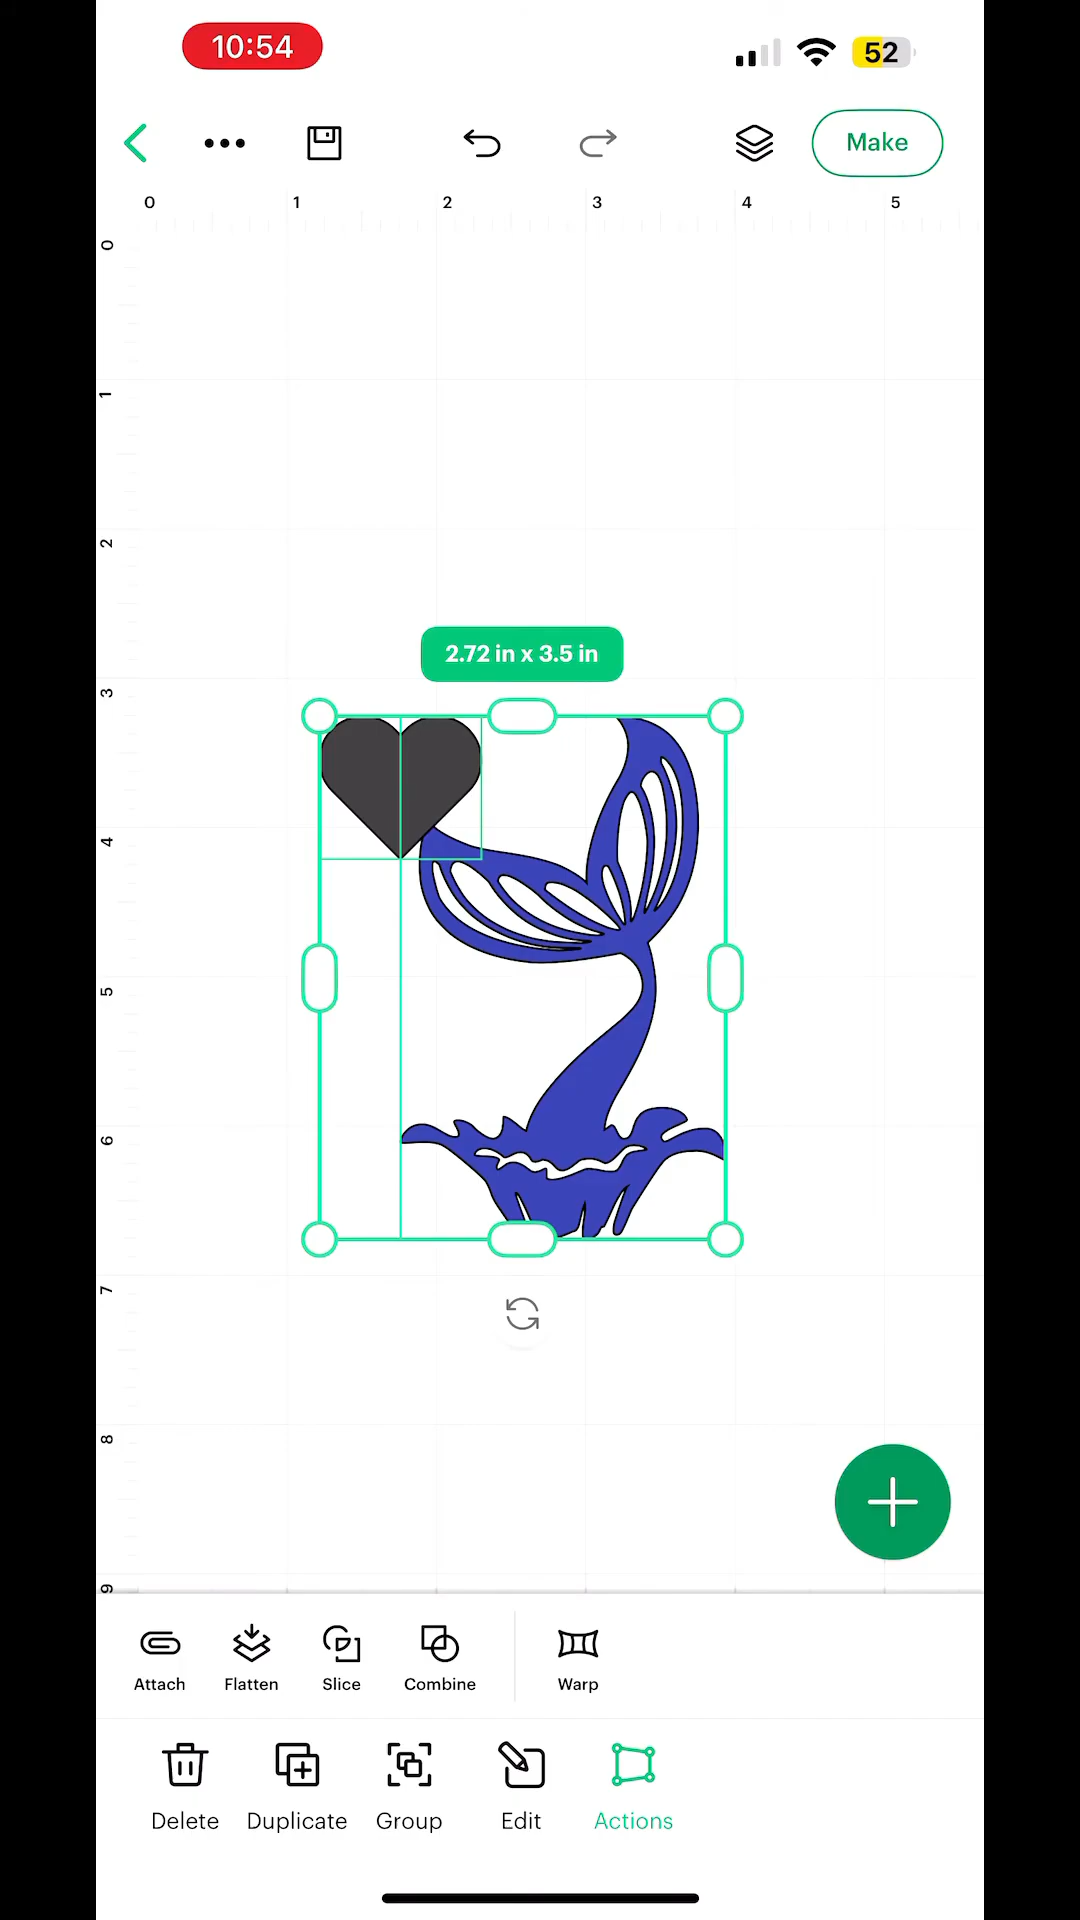 10:54
52
Make
0 1 2 3 4 5
0
1
2
3
4
5
6
7
8
9
2.72 in x 3.5 in
Attach Flatten Slice Combine Warp
Delete Duplicate Group Edit Actions